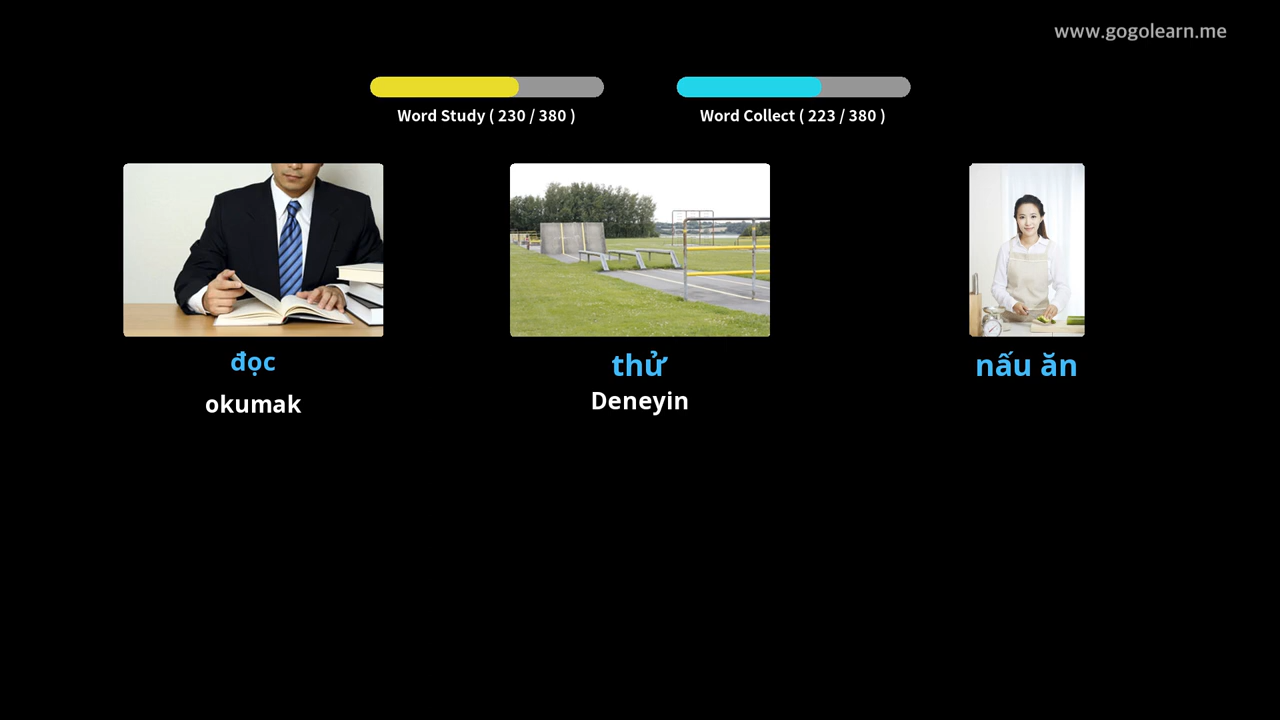 www.gogolearn.me
Word Study ( 230 / 380 )
Word Collect ( 223 / 380 )
đọc
okumak
thử
Deneyin
nấu ăn